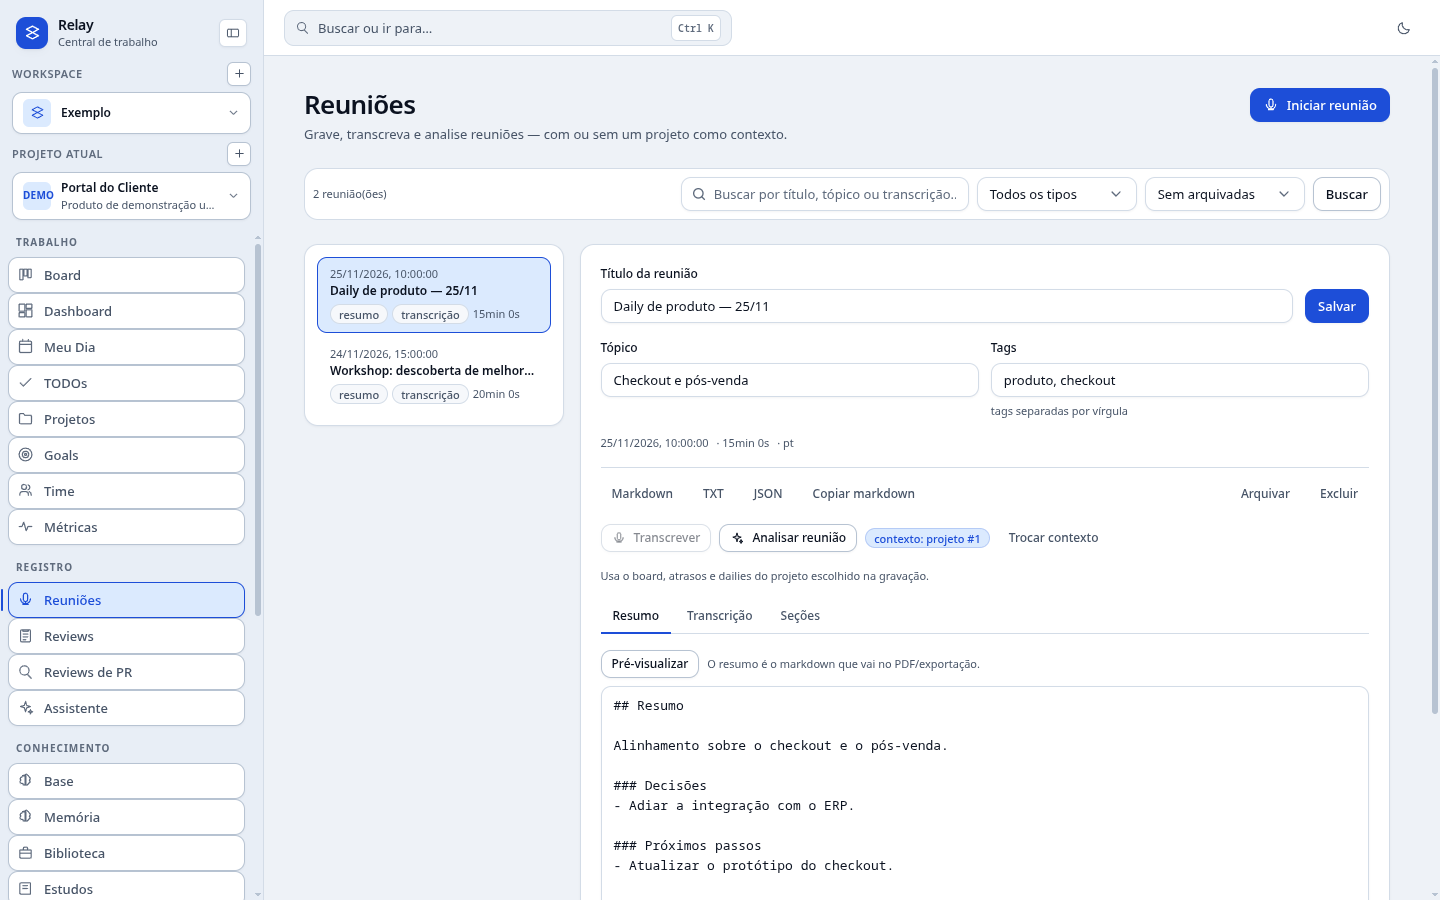 Relay
Central de trabalho
WORKSPACE
Exemplo
PROJETO ATUAL
DEMO
Portal do Cliente
Produto de demonstração u...
TRABALHO
Board
Dashboard
Meu Dia
TODOs
Projetos
Goals
Time
Métricas
REGISTRO
Reuniões
Reviews
Reviews de PR
Assistente
CONHECIMENTO
Base
Memória
Biblioteca
Estudos
Buscar ou ir para...
Ctrl K
Reuniões
Grave, transcreva e analise reuniões — com ou sem um projeto como contexto.
Iniciar reunião
2 reunião(ões)
Buscar por título, tópico ou transcrição..
Todos os tipos
Sem arquivadas
Buscar
25/11/2026, 10:00:00
Daily de produto — 25/11
resumo transcrição 15min 0s
24/11/2026, 15:00:00
Workshop: descoberta de melhor...
resumo transcrição 20min 0s
Título da reunião
Daily de produto — 25/11
Salvar
Tópico
Checkout e pós-venda
Tags
produto, checkout
tags separadas por vírgula
25/11/2026, 10:00:00 · 15min 0s · pt
Markdown TXT JSON Copiar markdown Arquivar Excluir
Transcrever Analisar reunião contexto: projeto #1 Trocar contexto
Usa o board, atrasos e dailies do projeto escolhido na gravação.
Resumo Transcrição Seções
Pré-visualizar O resumo é o markdown que vai no PDF/exportação.
## Resumo
Alinhamento sobre o checkout e o pós-venda.
### Decisões
- Adiar a integração com o ERP.
### Próximos passos
- Atualizar o protótipo do checkout.